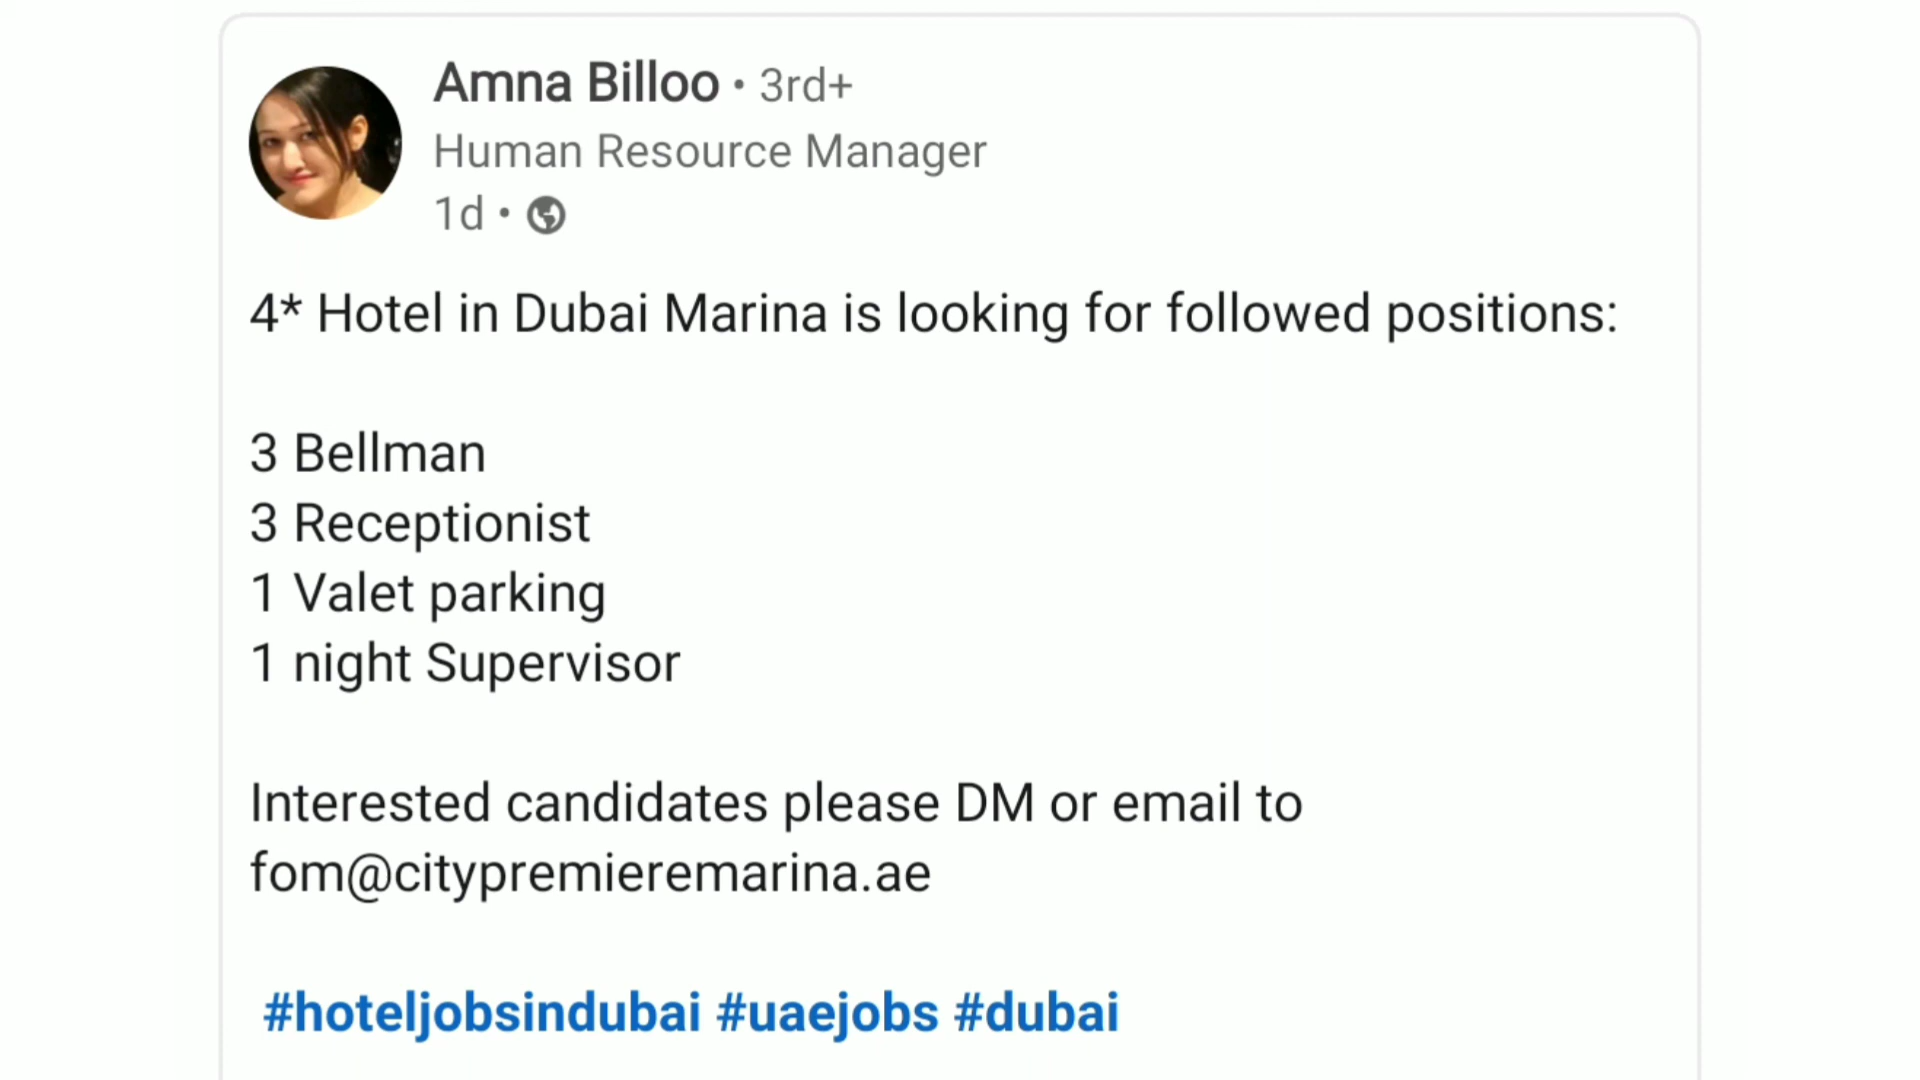 Amna Billoo • 3rd+
Human Resource Manager
1d •
4* Hotel in Dubai Marina is looking for followed positions:
3 Bellman
3 Receptionist
1 Valet parking
1 night Supervisor
Interested candidates please DM or email to
fom@citypremieremarina.ae
#hoteljobsindubai #uaejobs #dubai